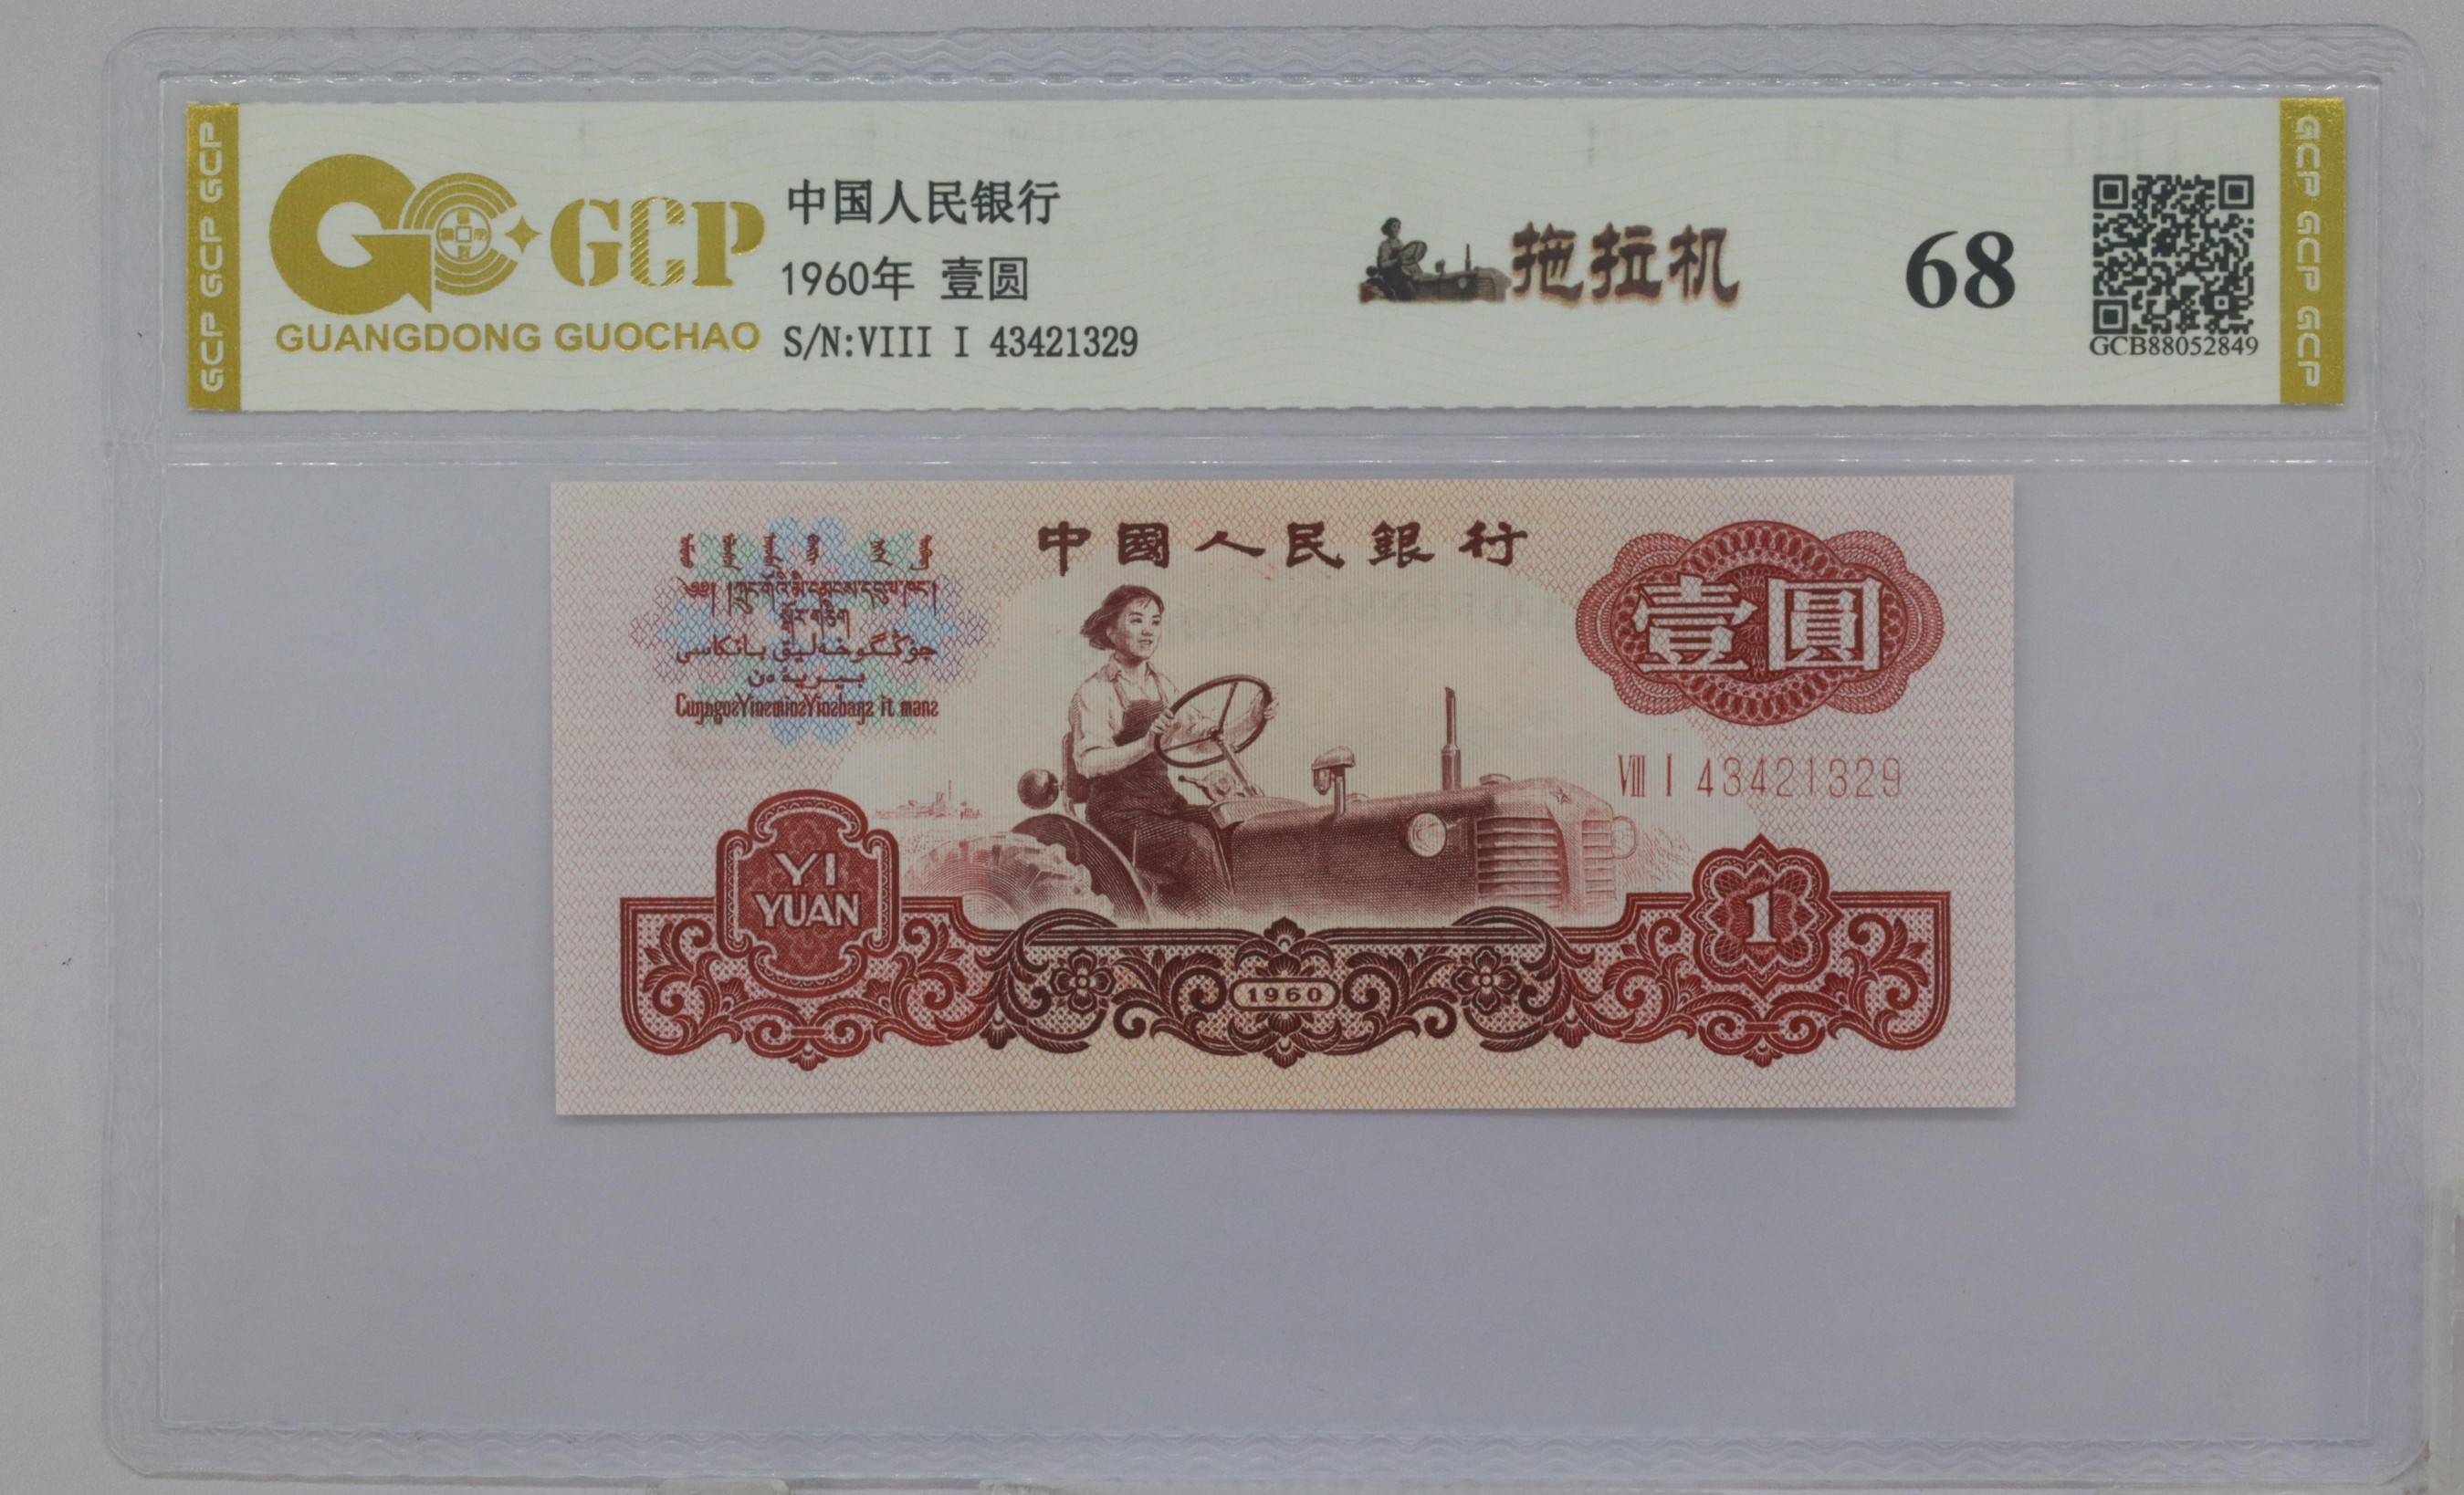 GCP GCP GCP
GCP
GUANGDONG GUOCHAO
中国人民银行
1960年 壹圆
S/N:VIII I 43421329
拖拉机
68
GCB88052849
GCP GCP GCP
中國人民銀行
壹圓
VIII I 43421329
YI
YUAN
1960
1